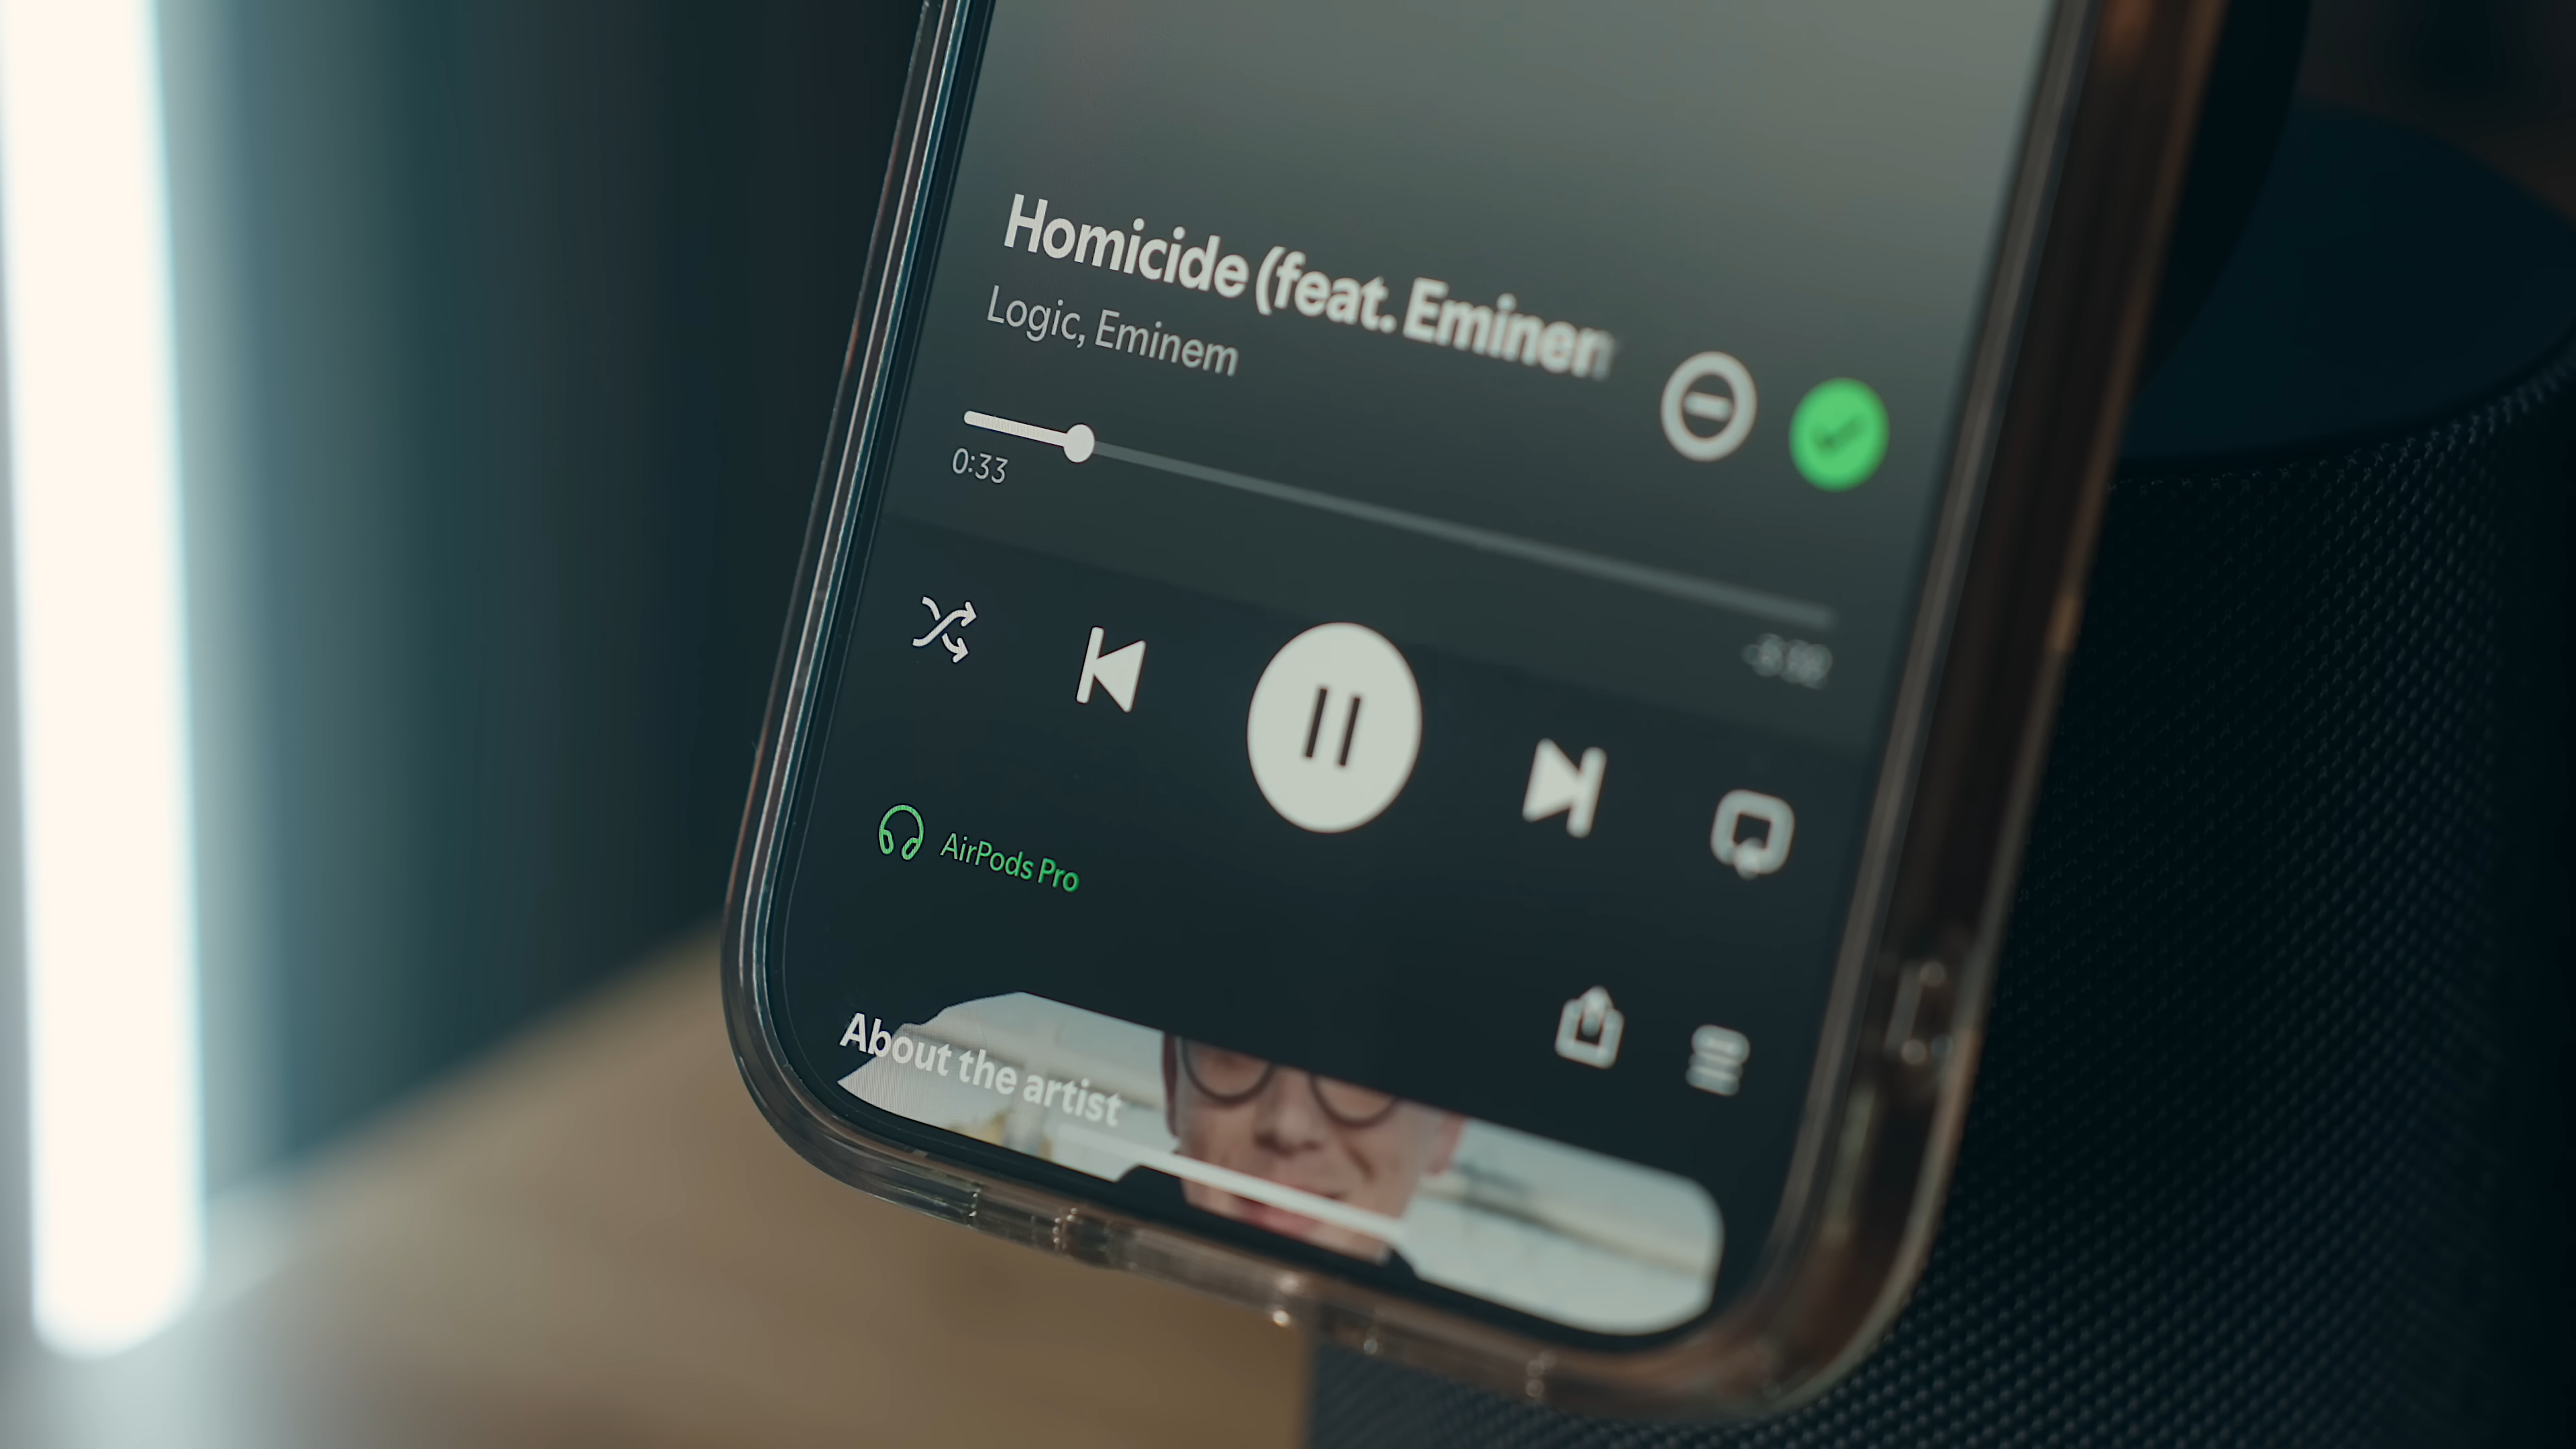 Homicide (feat. Eminem
Logic, Eminem
0:33
AirPods Pro
About the artist